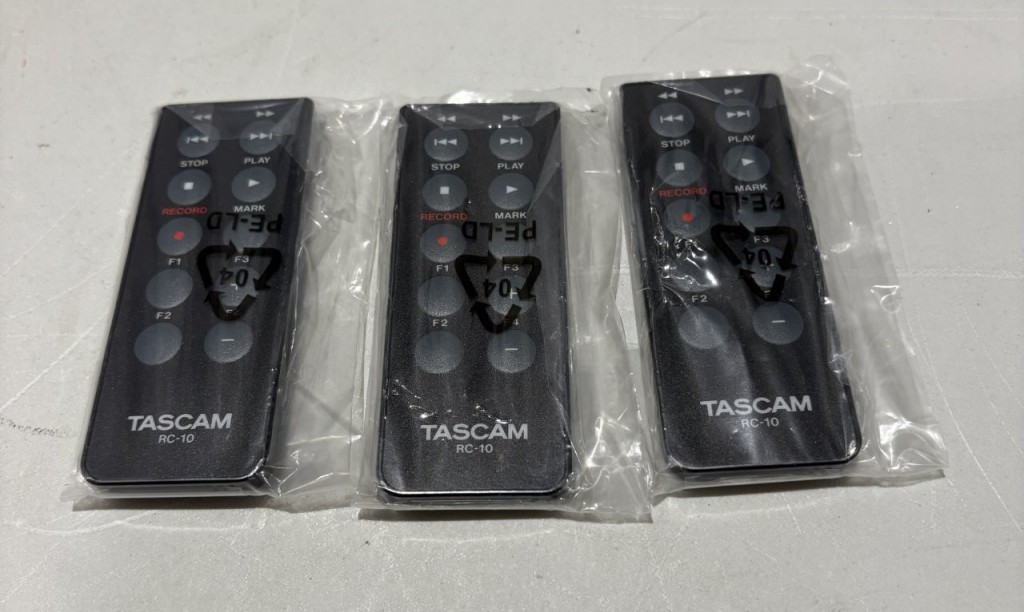 STOP PLAY
RECORD MARK
PE-LD
F1 F3
04
F2
TASCAM
RC-10
STOP PLAY
RECORD MARK
PE-LD
F1 F3
04
F2 F4
TASCAM
RC-10
STOP PLAY
RECORD MARK
PE-LD
F3
04
F2
TASCAM
RC-10